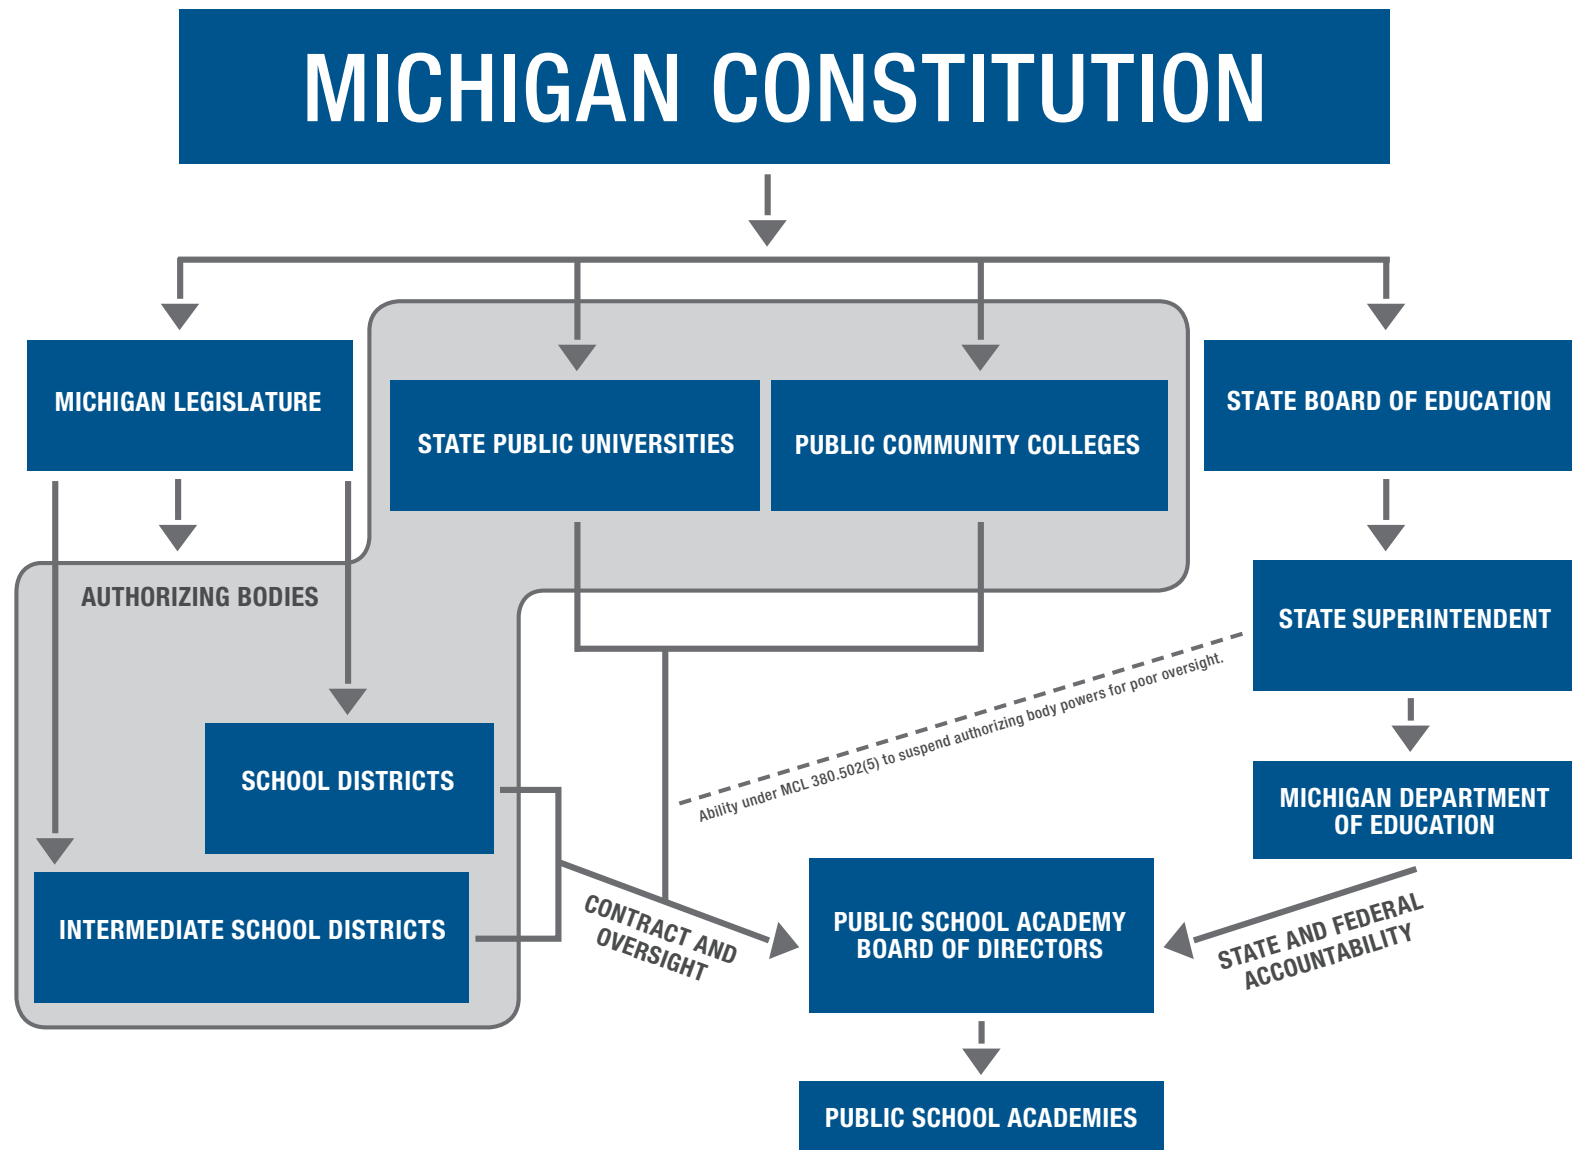 MICHIGAN CONSTITUTION
MICHIGAN LEGISLATURE
STATE PUBLIC UNIVERSITIES
PUBLIC COMMUNITY COLLEGES
STATE BOARD OF EDUCATION
AUTHORIZING BODIES
STATE SUPERINTENDENT
Ability under MCL 380.502(5) to suspend authorizing body powers for poor oversight.
SCHOOL DISTRICTS
MICHIGAN DEPARTMENT
OF EDUCATION
INTERMEDIATE SCHOOL DISTRICTS
CONTRACT AND
OVERSIGHT
PUBLIC SCHOOL ACADEMY
BOARD OF DIRECTORS
STATE AND FEDERAL
ACCOUNTABILITY
PUBLIC SCHOOL ACADEMIES